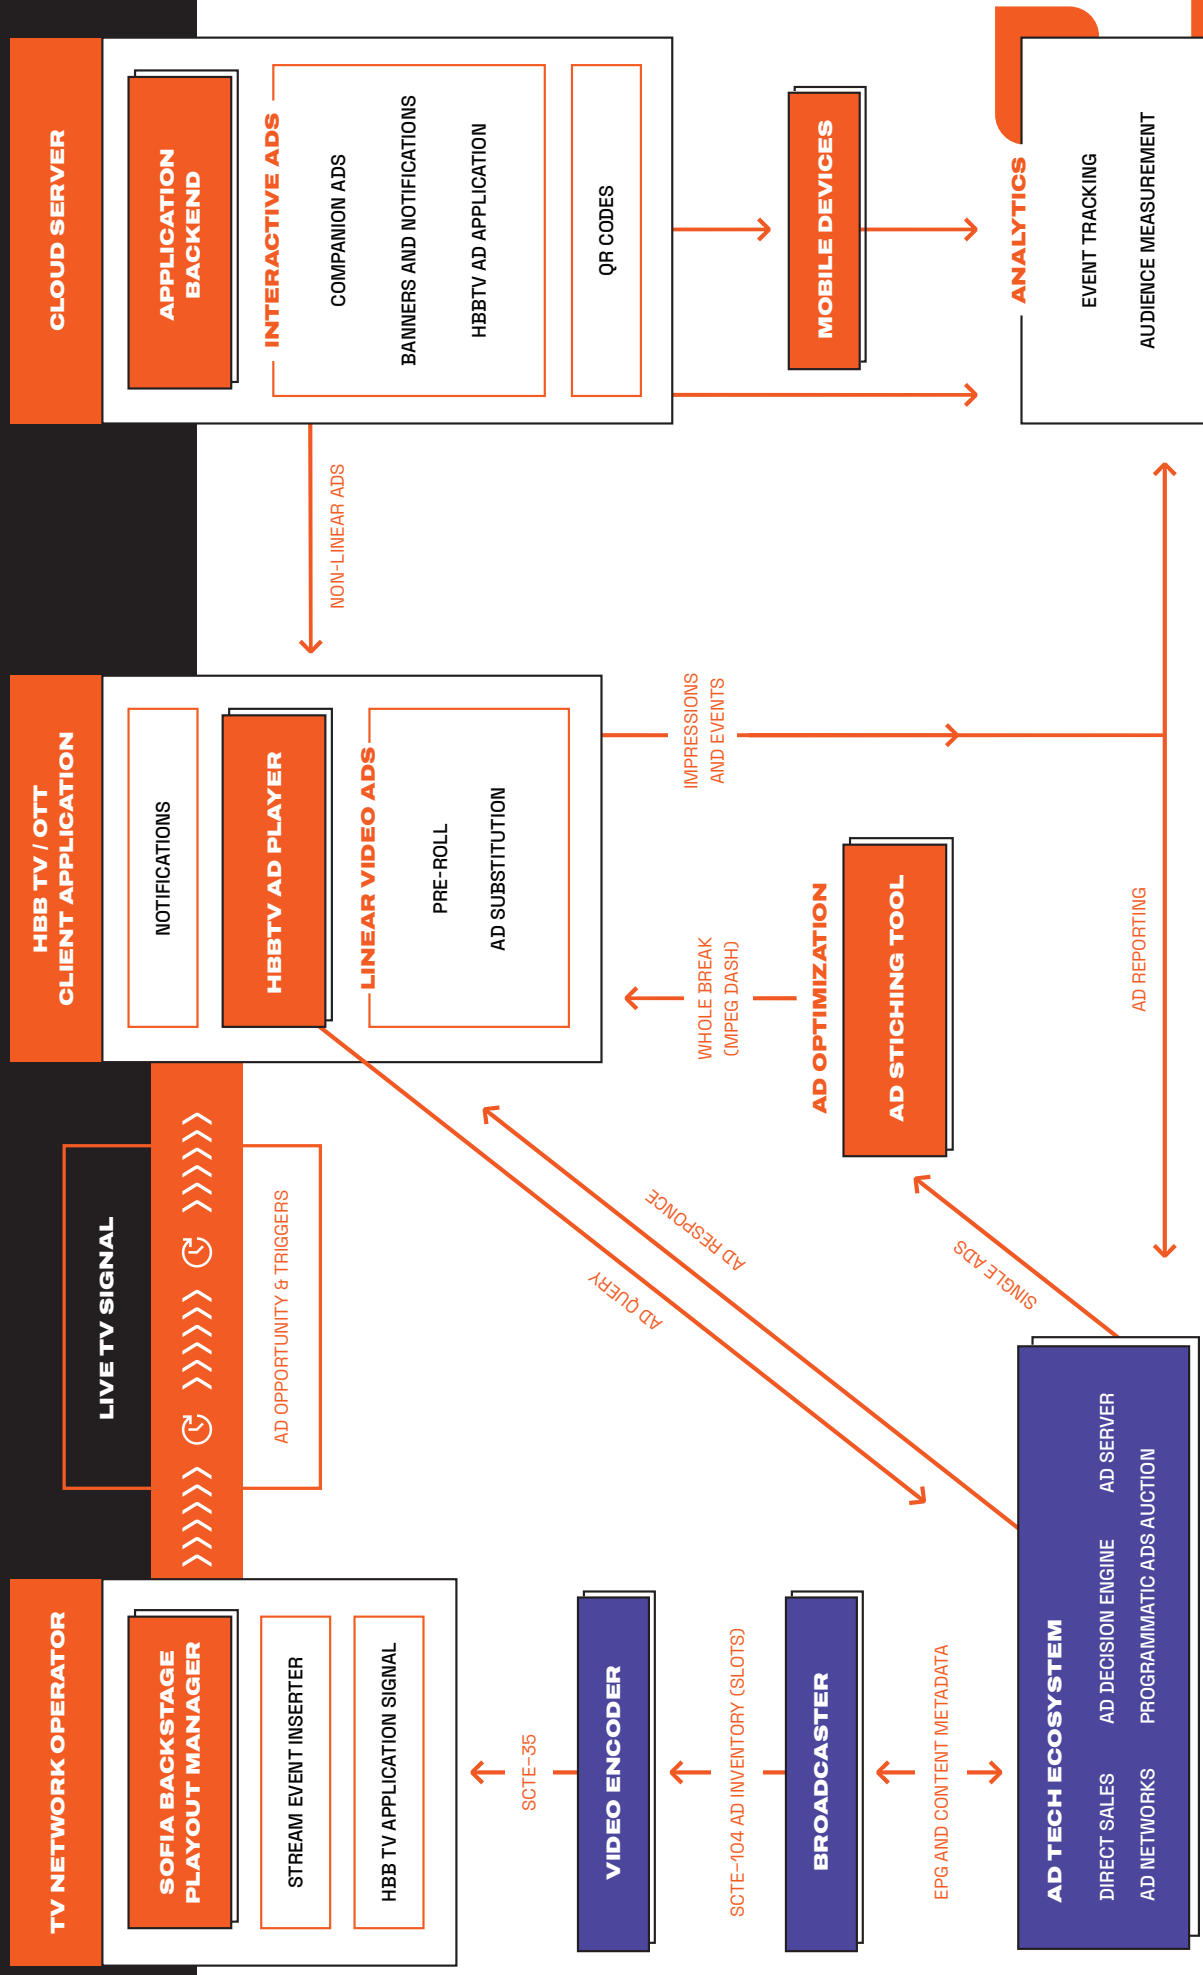 TV NETWORK OPERATOR
SOFIA BACKSTAGE
PLAYOUT MANAGER
STREAM EVENT INSERTER
HBB TV APPLICATION SIGNAL
SCTE-35
VIDEO ENCODER
SCTE-104 AD INVENTORY (SLOTS)
BROADCASTER
EPG AND CONTENT METADATA
AD TECH ECOSYSTEM
DIRECT SALES AD DECISION ENGINE AD SERVER
AD NETWORKS PROGRAMMATIC ADS AUCTION
LIVE TV SIGNAL
AD OPPORTUNITY & TRIGGERS
AD QUERY
AD RESPONCE
SINGLE ADS
HBB TV / OTT
CLIENT APPLICATION
NOTIFICATIONS
HBBTV AD PLAYER
LINEAR VIDEO ADS
PRE-ROLL
AD SUBSTITUTION
WHOLE BREAK
(MPEG DASH)
IMPRESSIONS
AND EVENTS
AD OPTIMIZATION
AD STICHING TOOL
AD REPORTING
NON-LINEAR ADS
CLOUD SERVER
APPLICATION
BACKEND
INTERACTIVE ADS
COMPANION ADS
BANNERS AND NOTIFICATIONS
HBBTV AD APPLICATION
QR CODES
MOBILE DEVICES
ANALYTICS
EVENT TRACKING
AUDIENCE MEASUREMENT